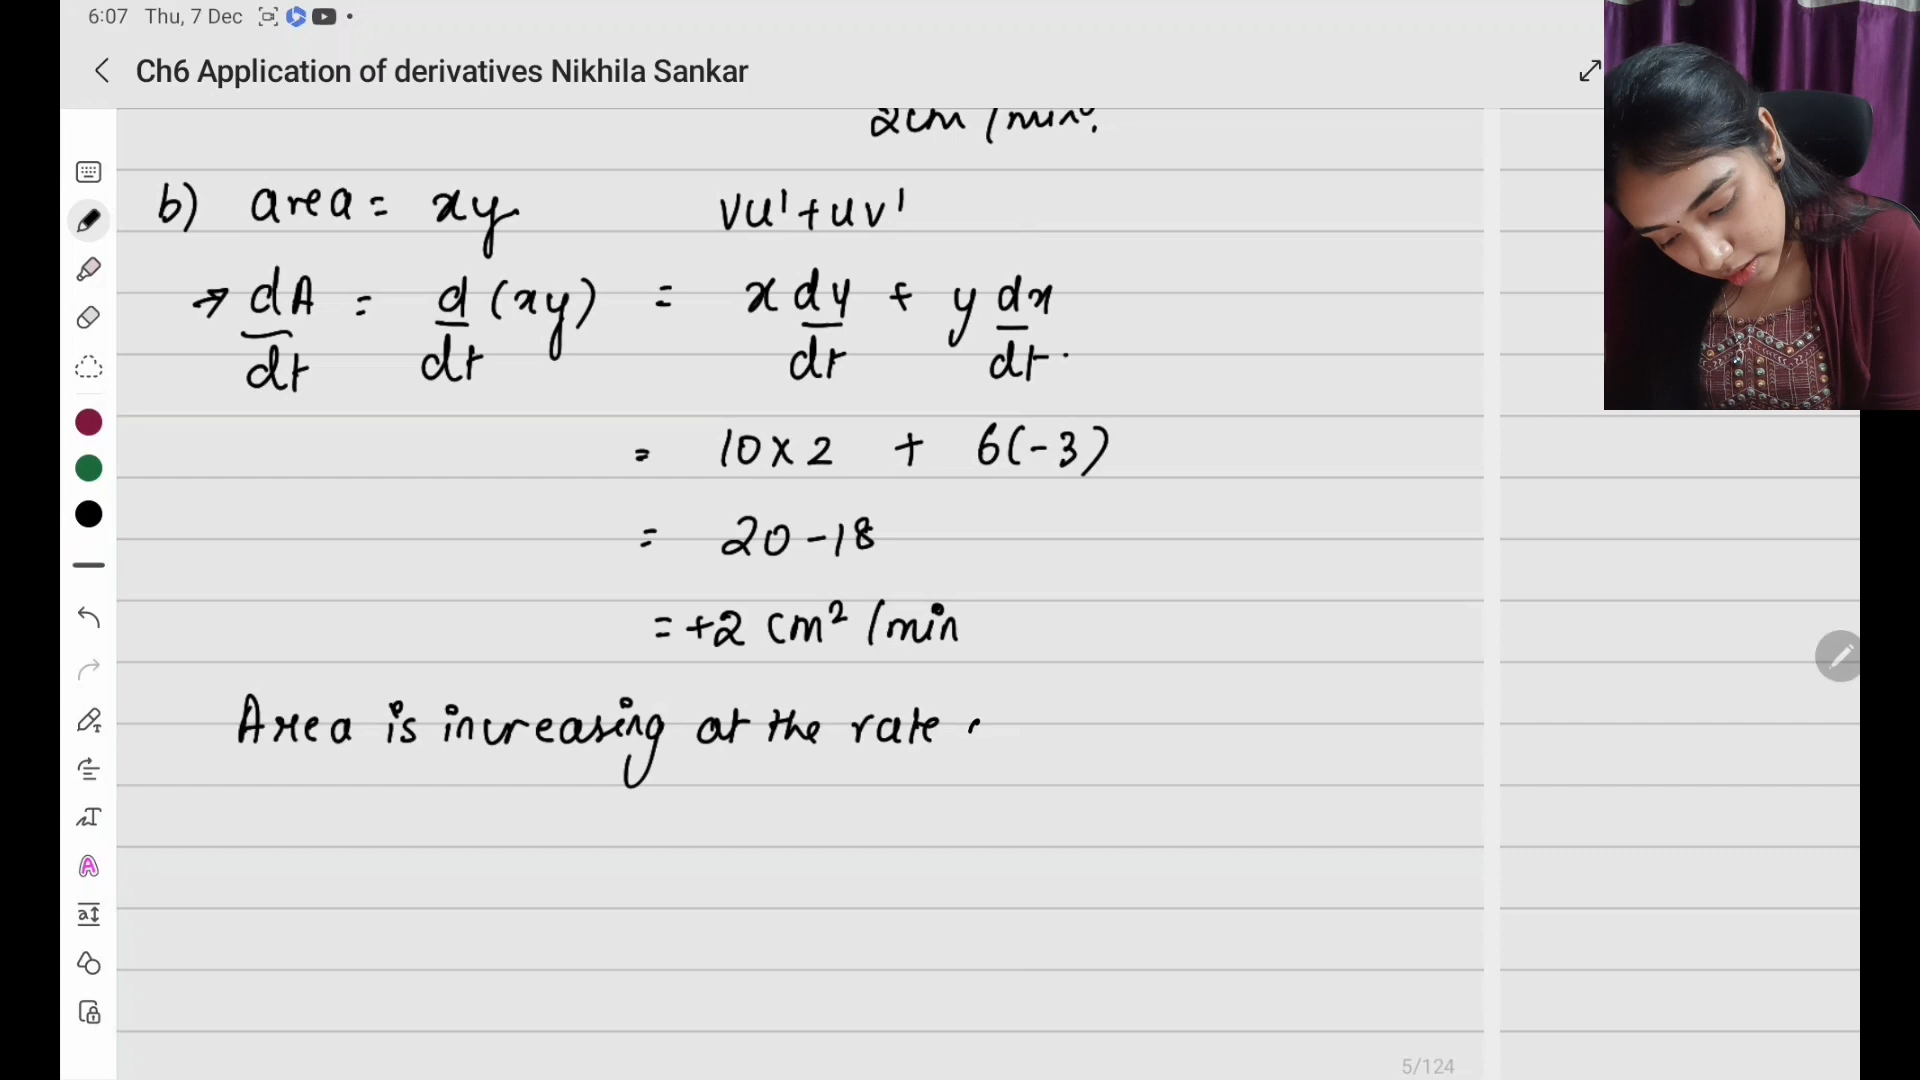 6:07 Thu, 7 Dec
Ch6 Application of derivatives Nikhila Sankar
2cm/min.
b) area = xy vu' + uv'
→ dA/dt = d/dt (xy) = x dy/dt + y dx/dt.
= 10 × 2 + 6(-3)
= 20 - 18
= +2 cm² /min
Area is increasing at the rate
5/124